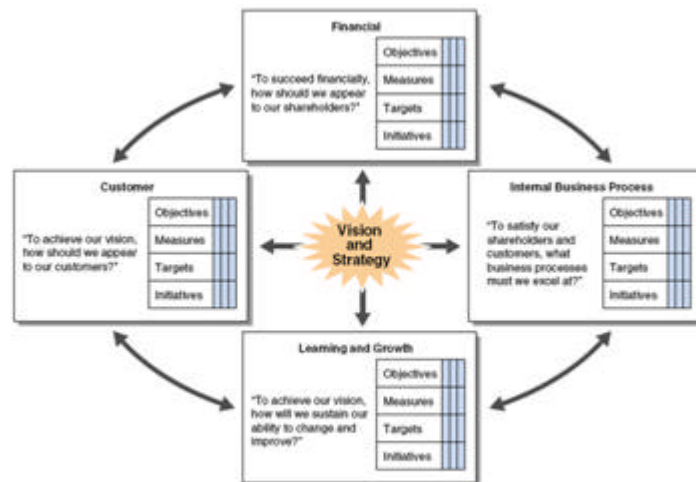 Financial
"To succeed financially,
how should we appear
to our shareholders?"
Objectives
Measures
Targets
Initiatives
Customer
"To achieve our vision,
how should we appear
to our customers?"
Objectives
Measures
Targets
Initiatives
Vision
and
Strategy
Internal Business Process
"To satisfy our
shareholders and
customers, what
business processes
must we excel at?"
Objectives
Measures
Targets
Initiatives
Learning and Growth
"To achieve our vision,
how will we sustain our
ability to change and
improve?"
Objectives
Measures
Targets
Initiatives